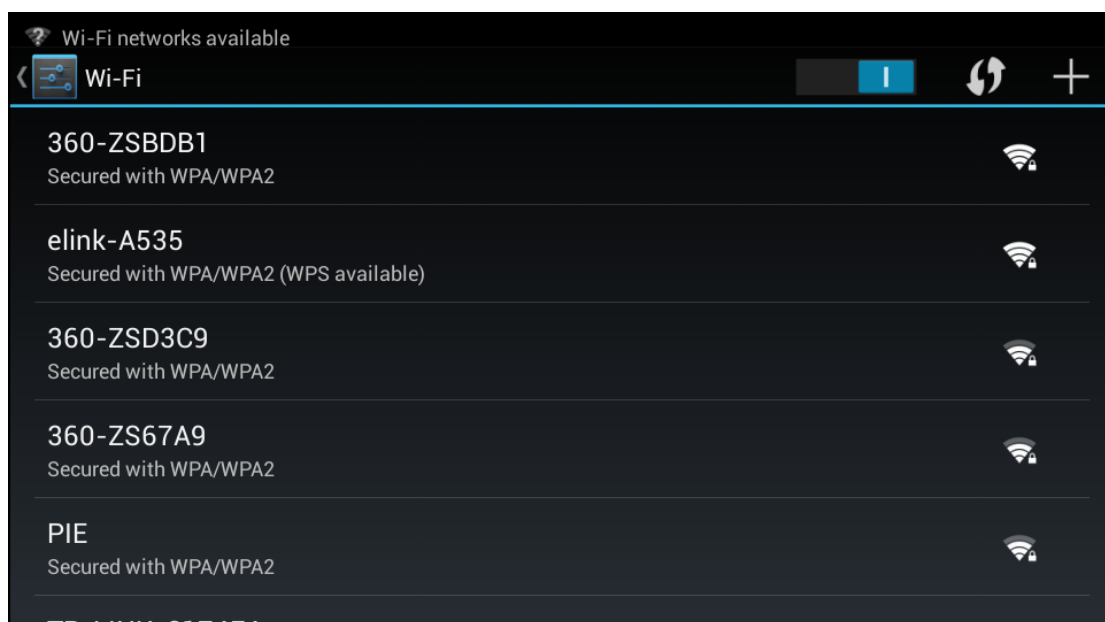 Wi-Fi networks available
Wi-Fi
360-ZSBDB1
Secured with WPA/WPA2
elink-A535
Secured with WPA/WPA2 (WPS available)
360-ZSD3C9
Secured with WPA/WPA2
360-ZS67A9
Secured with WPA/WPA2
PIE
Secured with WPA/WPA2